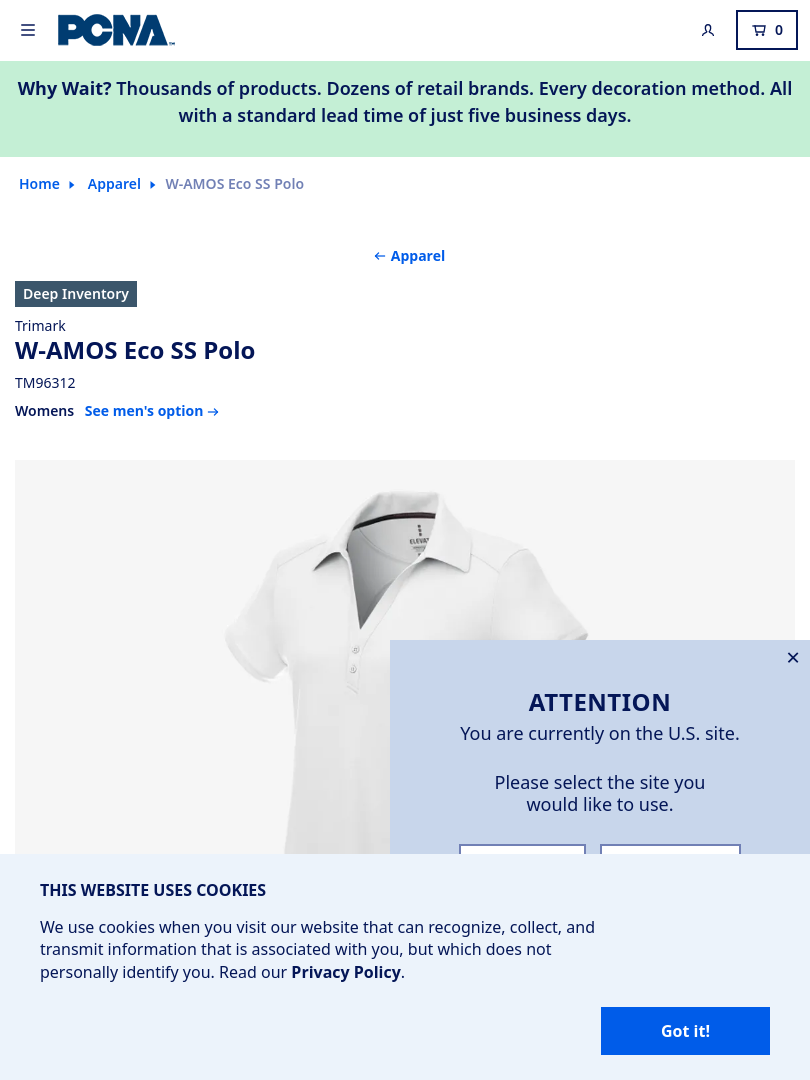 PCNA
0
Why Wait? Thousands of products. Dozens of retail brands. Every decoration method. All
with a standard lead time of just five business days.
Home Apparel W-AMOS Eco SS Polo
← Apparel
Deep Inventory
Trimark
W-AMOS Eco SS Polo
TM96312
Womens See men's option →
ATTENTION
You are currently on the U.S. site.
Please select the site you
would like to use.
THIS WEBSITE USES COOKIES
We use cookies when you visit our website that can recognize, collect, and
transmit information that is associated with you, but which does not
personally identify you. Read our Privacy Policy.
Got it!